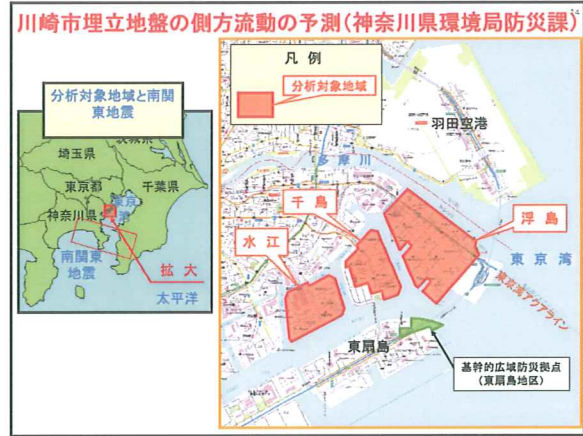 川崎市埋立地盤の側方流動の予測(神奈川県環境局防災課)
分析対象地域と南関
東地震
埼玉県
東京都
千葉県
神奈川県
東京
湾
南関東
地震
拡大
太平洋
凡例
分析対象地域
羽田空港
多摩川
千鳥
浮島
水江
東京湾
東京湾アクアライン
東扇島
基幹的広域防災拠点
(東扇島地区)